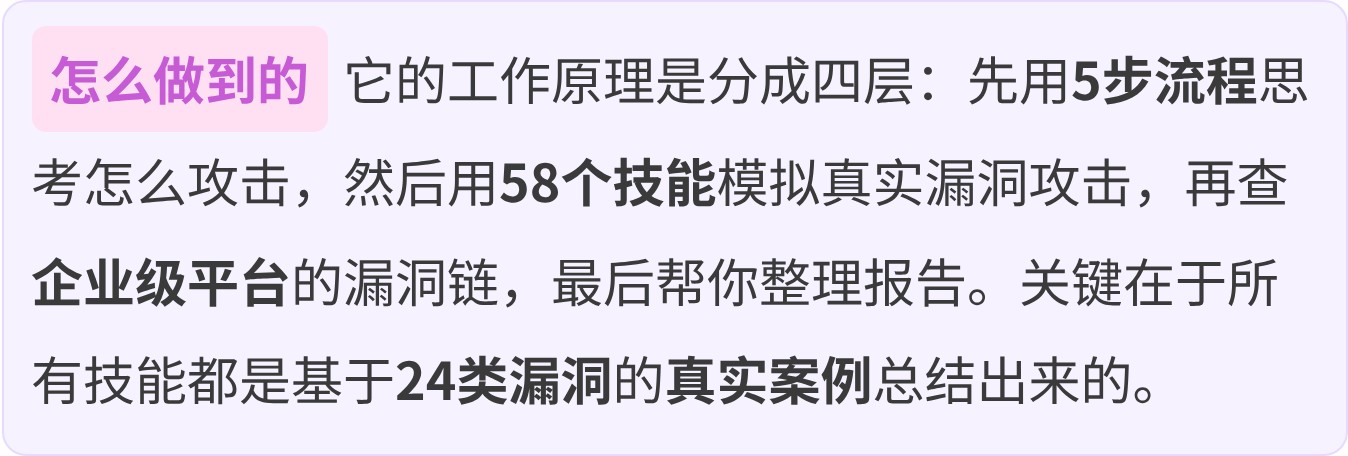 怎么做到的 它的工作原理是分成四层：先用5步流程思
考怎么攻击，然后用58个技能模拟真实漏洞攻击，再查
企业级平台的漏洞链，最后帮你整理报告。关键在于所
有技能都是基于24类漏洞的真实案例总结出来的。